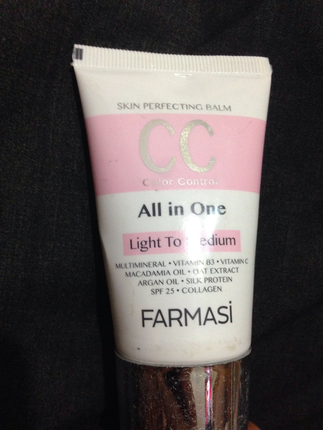 SKIN PERFECTING BALM
CC
Color Control
All in One
Light To Medium
MULTIMINERAL • VITAMIN B3 • VITAMIN C
MACADAMIA OIL • OAT EXTRACT
ARGAN OIL • SILK PROTEIN
SPF 25 • COLLAGEN
FARMASi